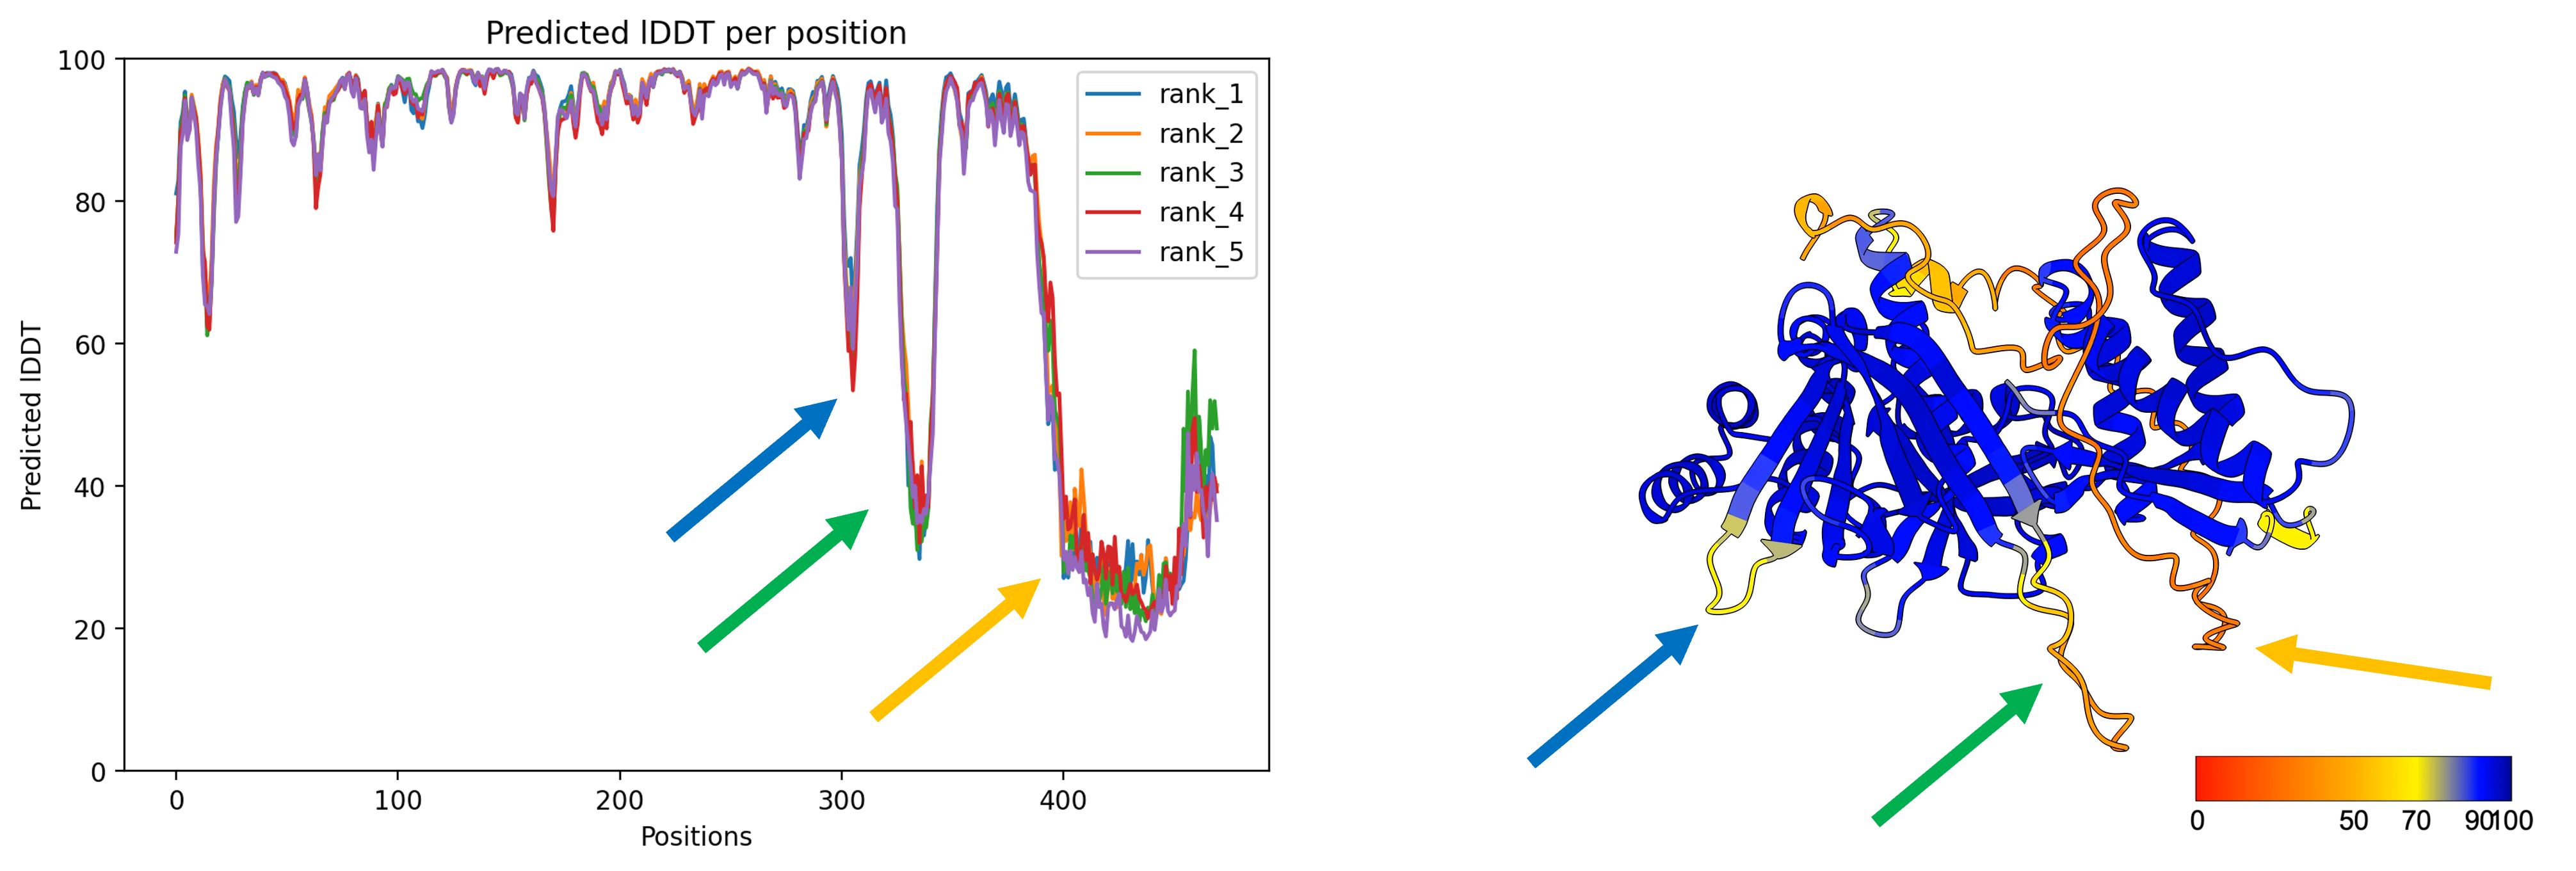 Predicted lDDT per position
Predicted lDDT
100
80
60
40
20
0
rank_1
rank_2
rank_3
rank_4
rank_5
0 100 200 300 400
Positions
0 50 70 90100